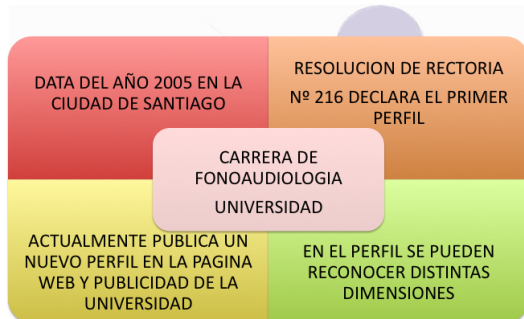 DATA DEL AÑO 2005 EN LA
CIUDAD DE SANTIAGO
RESOLUCION DE RECTORIA
Nº 216 DECLARA EL PRIMER
PERFIL
CARRERA DE
FONOAUDIOLOGIA
UNIVERSIDAD
ACTUALMENTE PUBLICA UN
NUEVO PERFIL EN LA PAGINA
WEB Y PUBLICIDAD DE LA
UNIVERSIDAD
EN EL PERFIL SE PUEDEN
RECONOCER DISTINTAS
DIMENSIONES